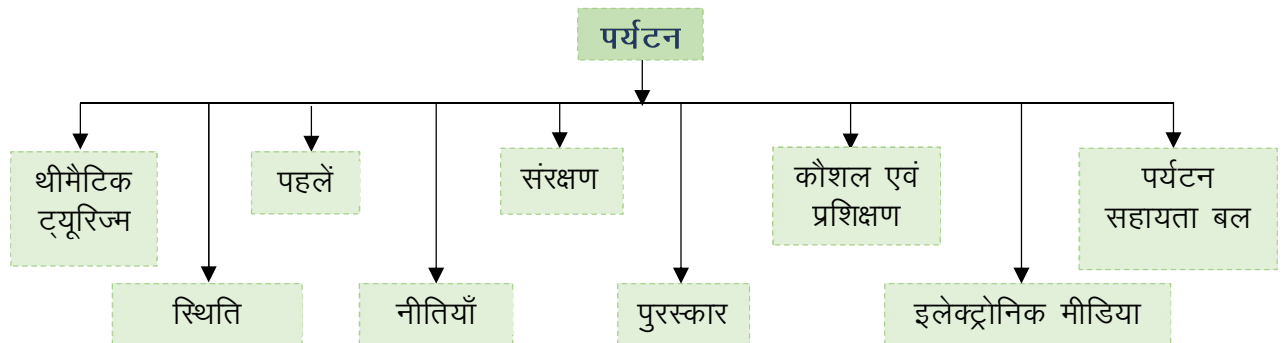 पर्यटन
थीमैटिक
ट्यूरिज्म
स्थिति
पहलें
नीतियाँ
संरक्षण
पुरस्कार
कौशल एवं
प्रशिक्षण
इलेक्ट्रोनिक मीडिया
पर्यटन
सहायता बल